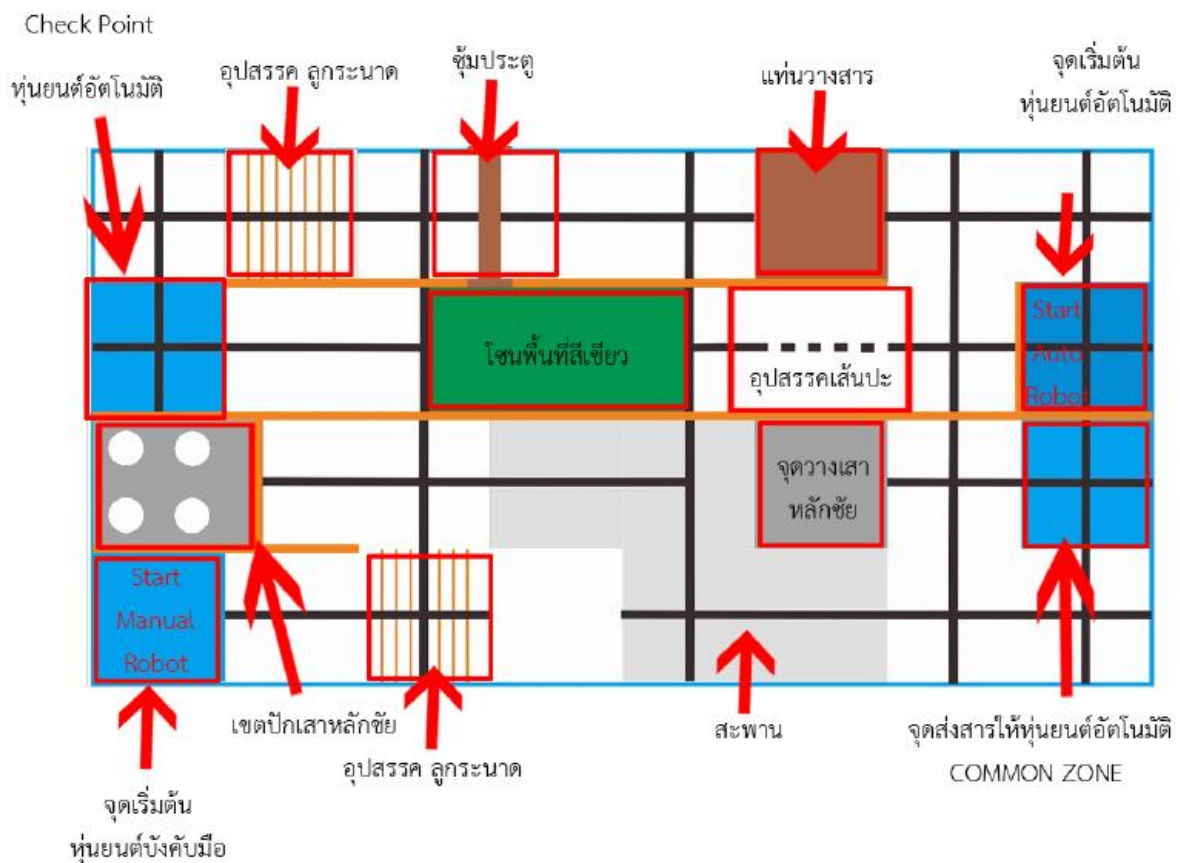 Check Point
หุ่นยนต์อัตโนมัติ
อุปสรรค ลูกระนาด
ซุ้มประตู
แท่นวางสาร
จุดเริ่มต้น
หุ่นยนต์อัตโนมัติ
โซนพื้นที่สีเขียว
อุปสรรคเส้นปะ
Start
Auto
Robot
จุดวางเสา
หลักชัย
Start
Manual
Robot
เขตปักเสาหลักชัย
อุปสรรค ลูกระนาด
สะพาน
จุดส่งสารให้หุ่นยนต์อัตโนมัติ
COMMON ZONE
จุดเริ่มต้น
หุ่นยนต์บังคับมือ